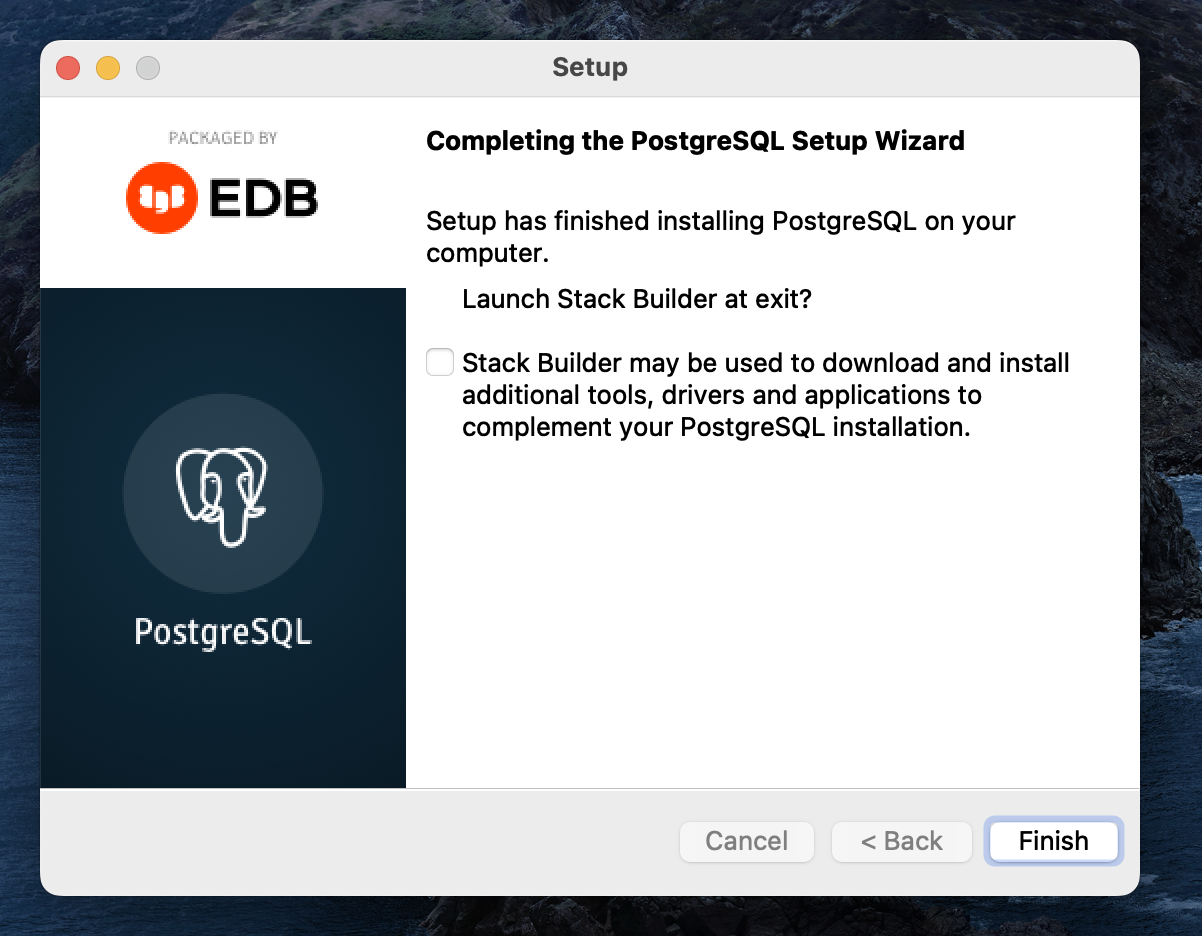 Setup
PACKAGED BY
EDB
PostgreSQL
Completing the PostgreSQL Setup Wizard
Setup has finished installing PostgreSQL on your
computer.
Launch Stack Builder at exit?
Stack Builder may be used to download and install
additional tools, drivers and applications to
complement your PostgreSQL installation.
Cancel
< Back
Finish